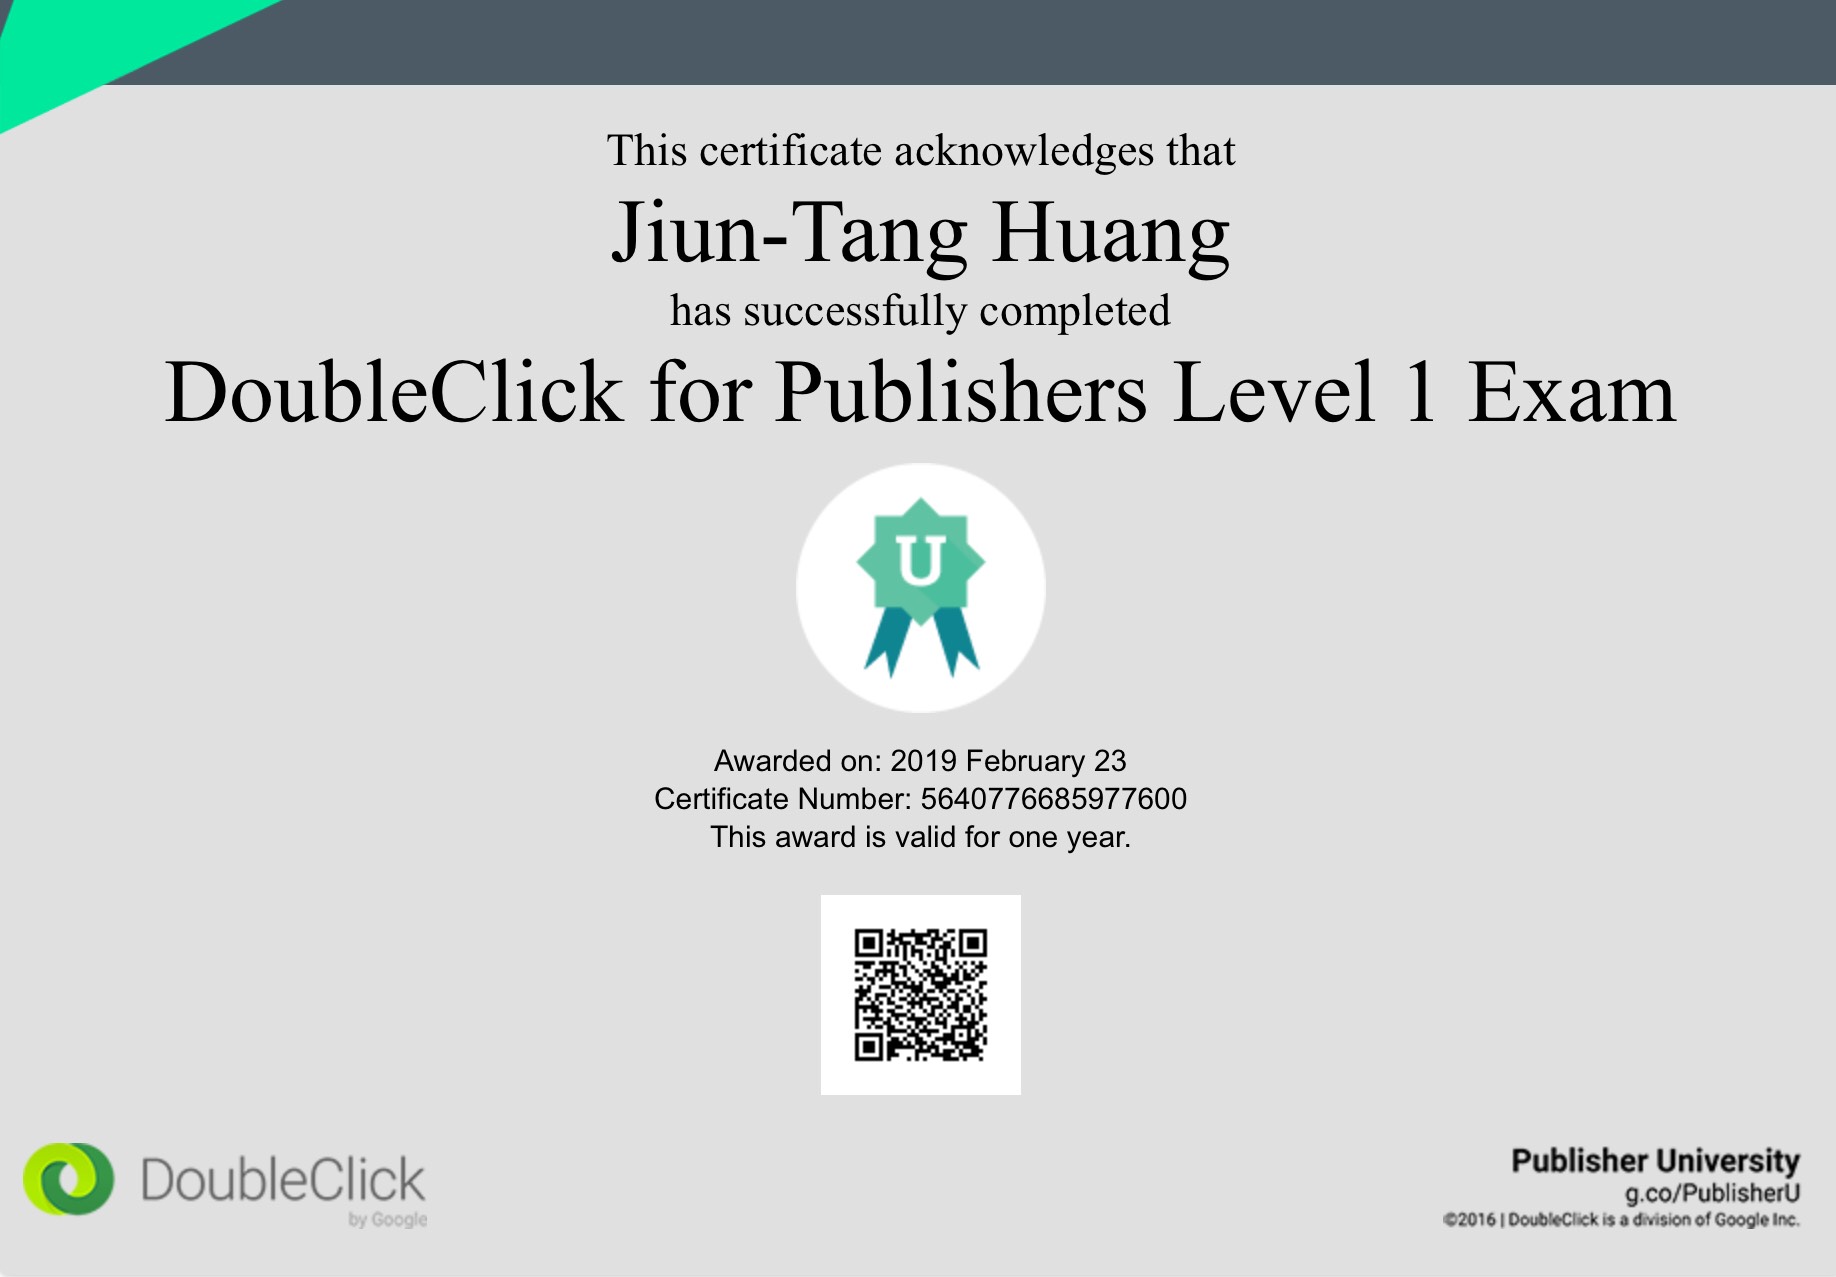 This certificate acknowledges that
Jiun-Tang Huang
has successfully completed
DoubleClick for Publishers Level 1 Exam
U
Awarded on: 2019 February 23
Certificate Number: 5640776685977600
This award is valid for one year.
DoubleClick
by Google
Publisher University
g.co/PublisherU
©2016 | DoubleClick is a division of Google Inc.